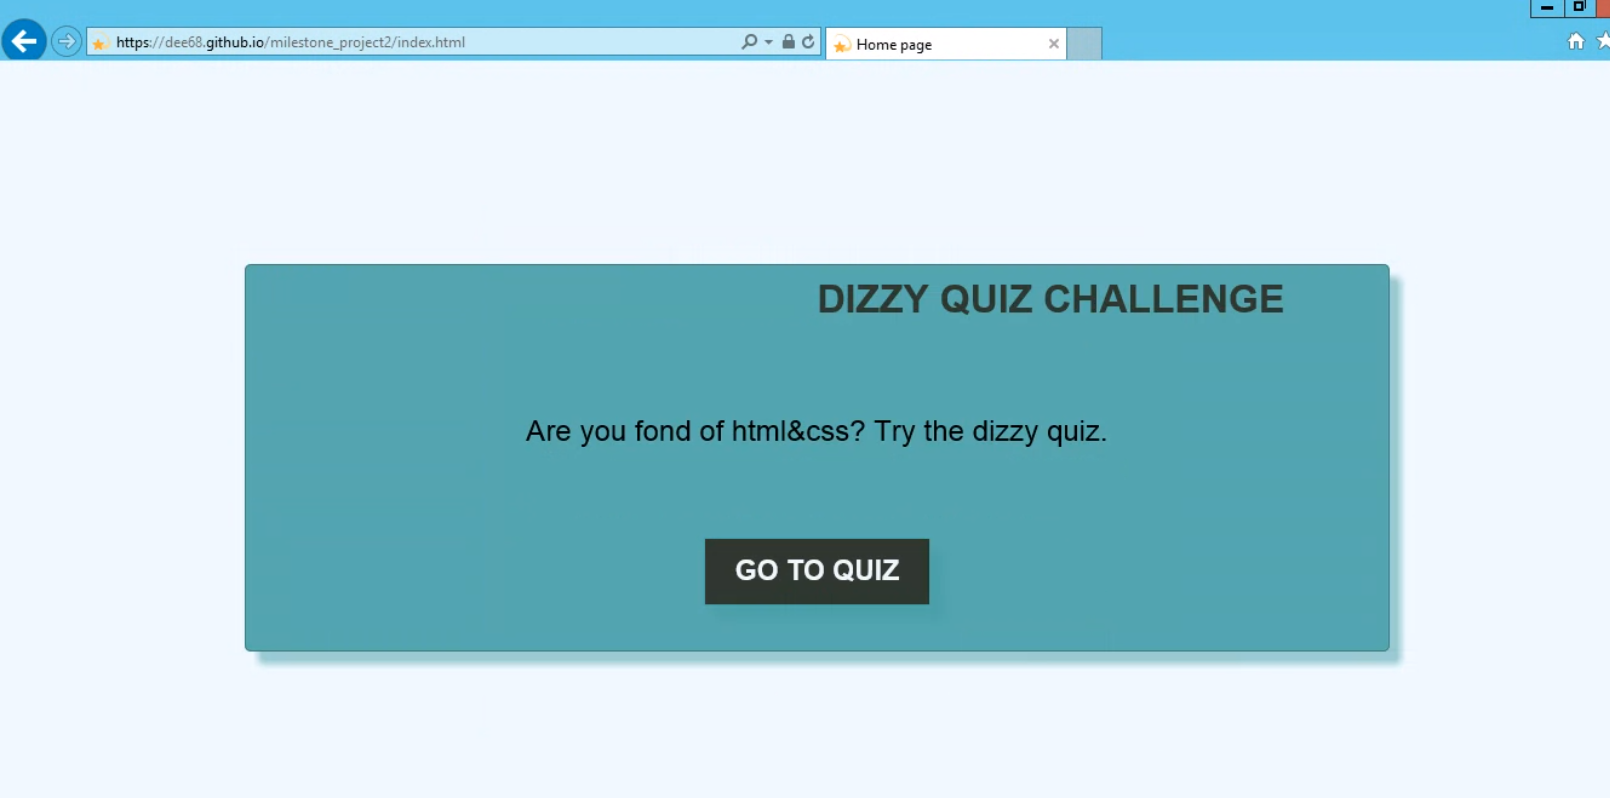 https://dee68.github.io/milestone_project2/index.html
Home page
DIZZY QUIZ CHALLENGE
Are you fond of html&css? Try the dizzy quiz.
GO TO QUIZ